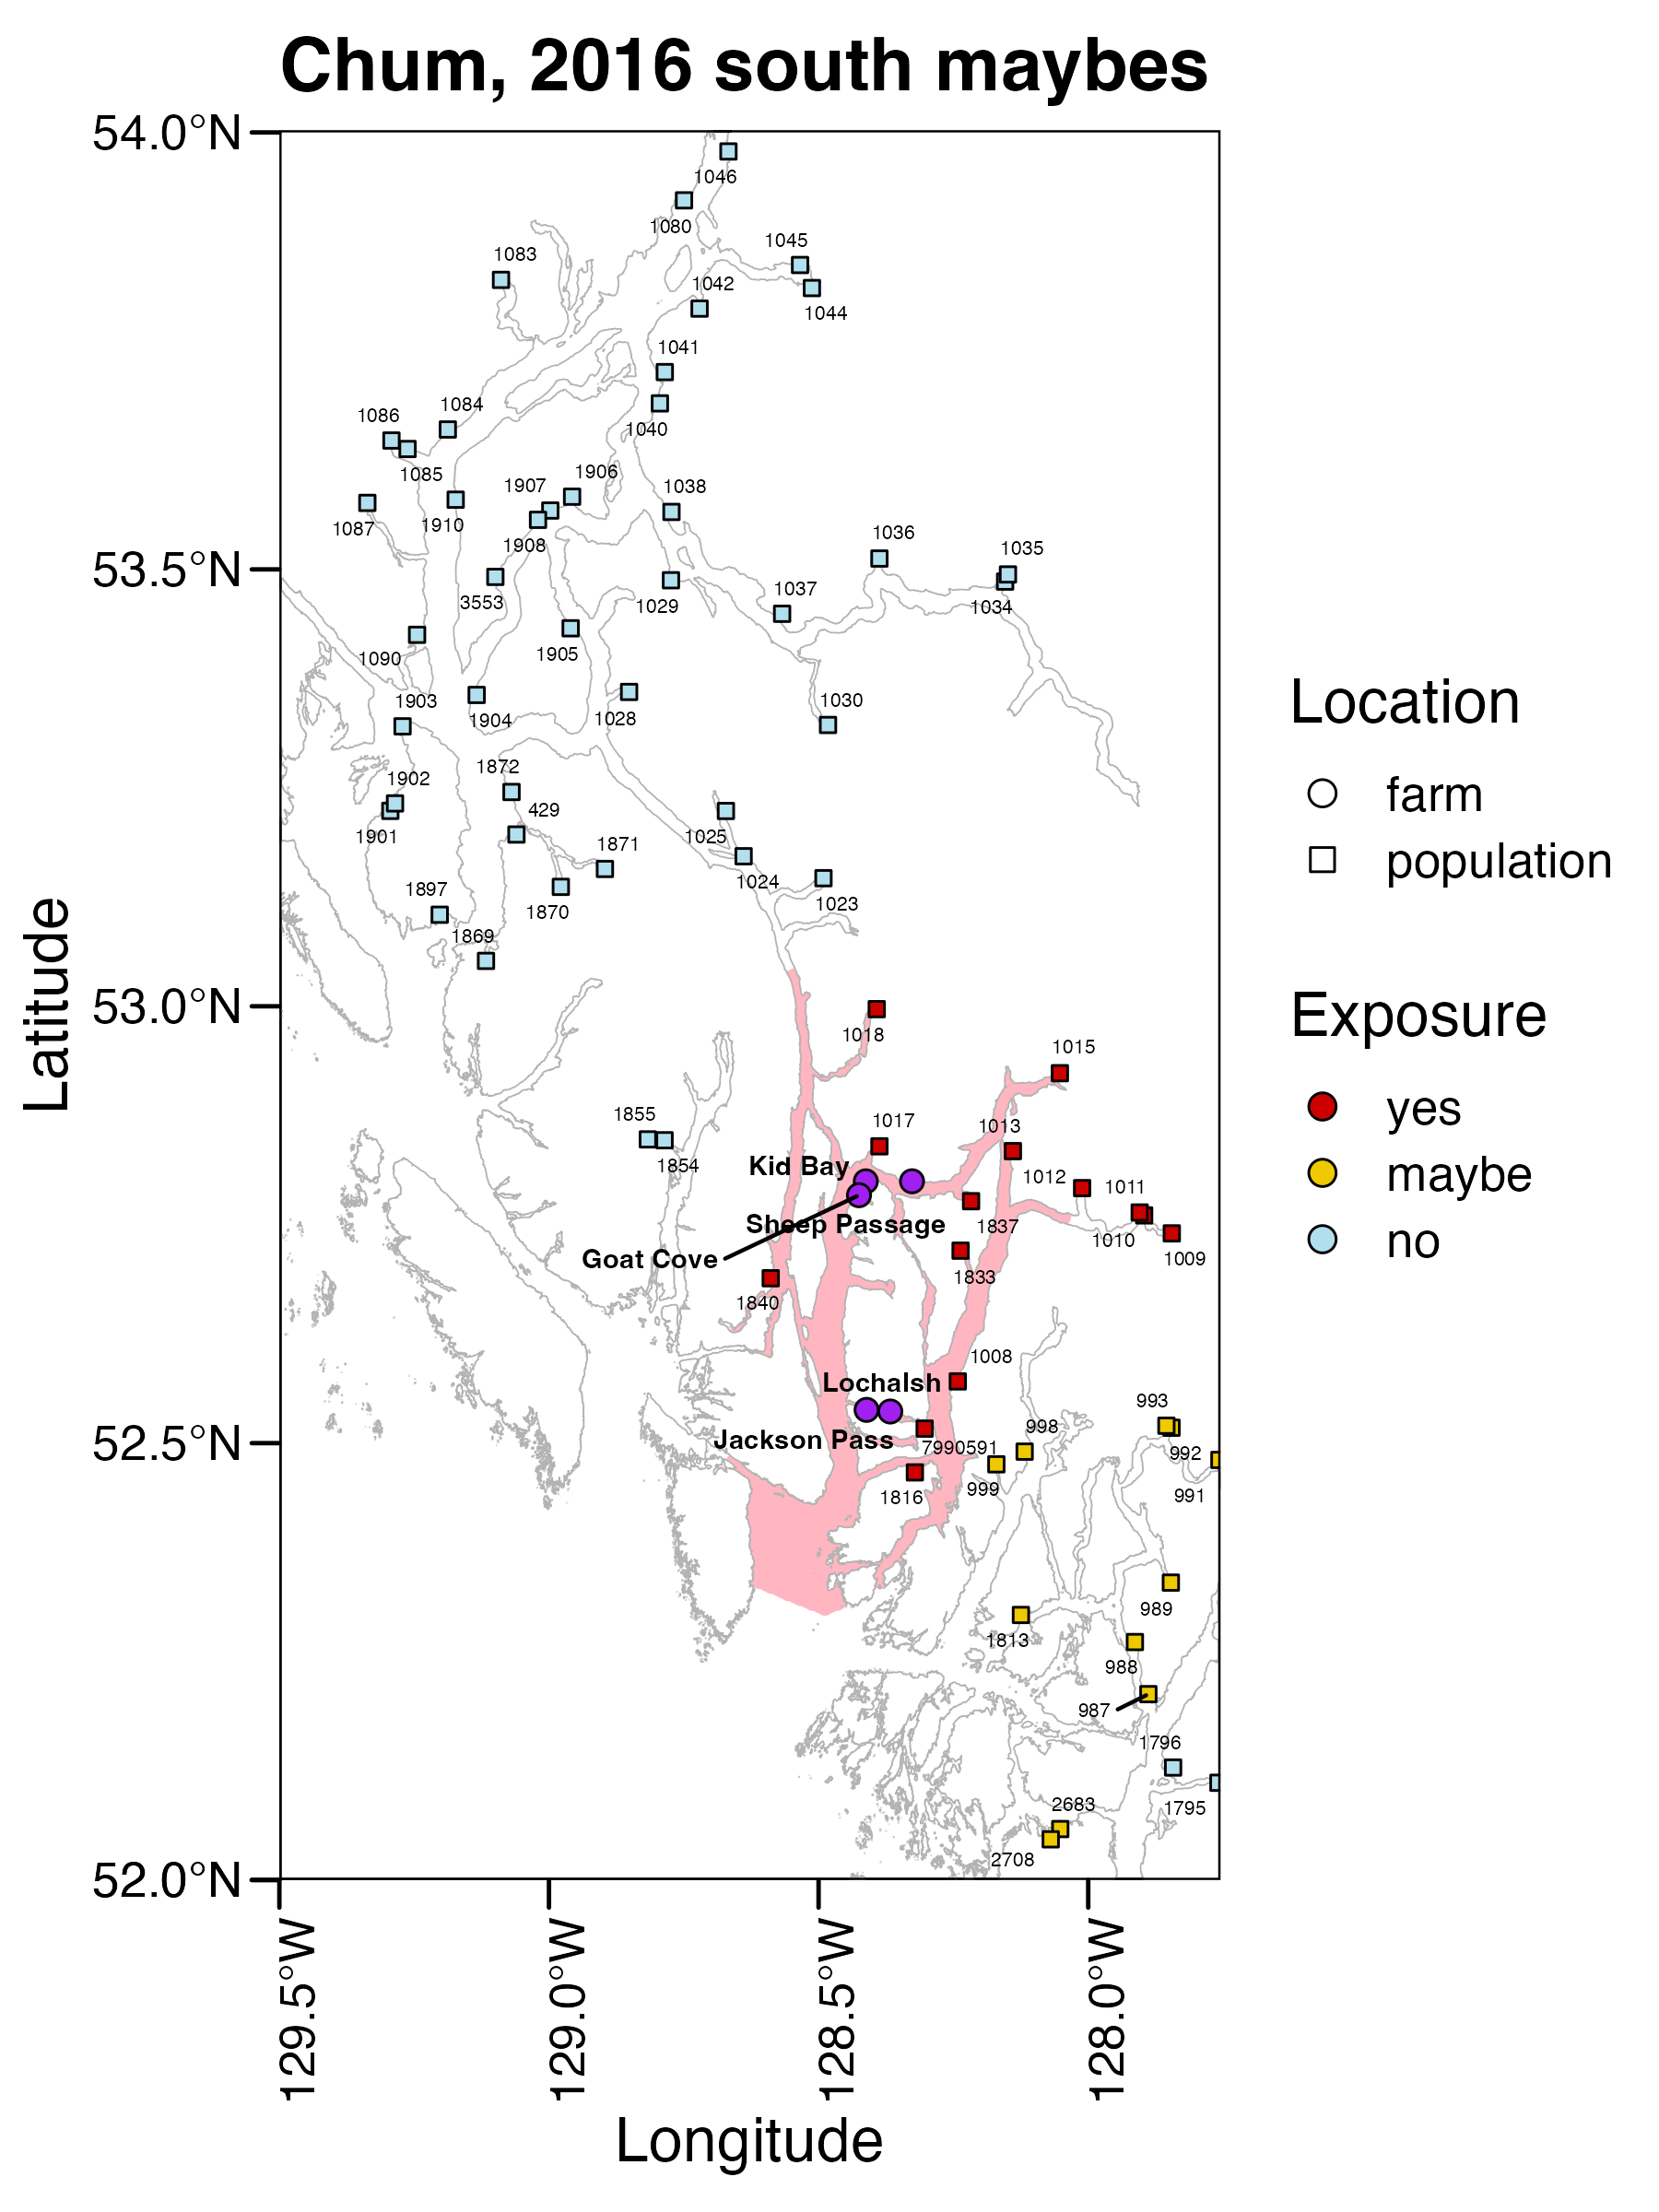 Chum, 2016 south maybes
54.0°N
53.5°N
53.0°N
52.5°N
52.0°N
Latitude
129.5°W
129.0°W
128.5°W
128.0°W
Longitude
1046
1080
1083
1045
1042
1044
1041
1040
1086
1084
1085
1907
1906
1038
1087
1910
1908
1036
1035
3553
1029
1037
1034
1090
1905
1903
1904
1028
1030
1872
1902
429
1901
1025
1871
1897
1870
1024
1023
1869
1018
1015
1855
1854
1017
1013
Kid Bay
1012
1011
Sheep Passage
1837
1010
1009
Goat Cove
1833
1840
1008
Lochalsh
993
998
Jackson Pass
7990591
992
999
991
1816
989
1813
988
987
1796
2683
1795
2708
Location
farm
population
Exposure
yes
maybe
no